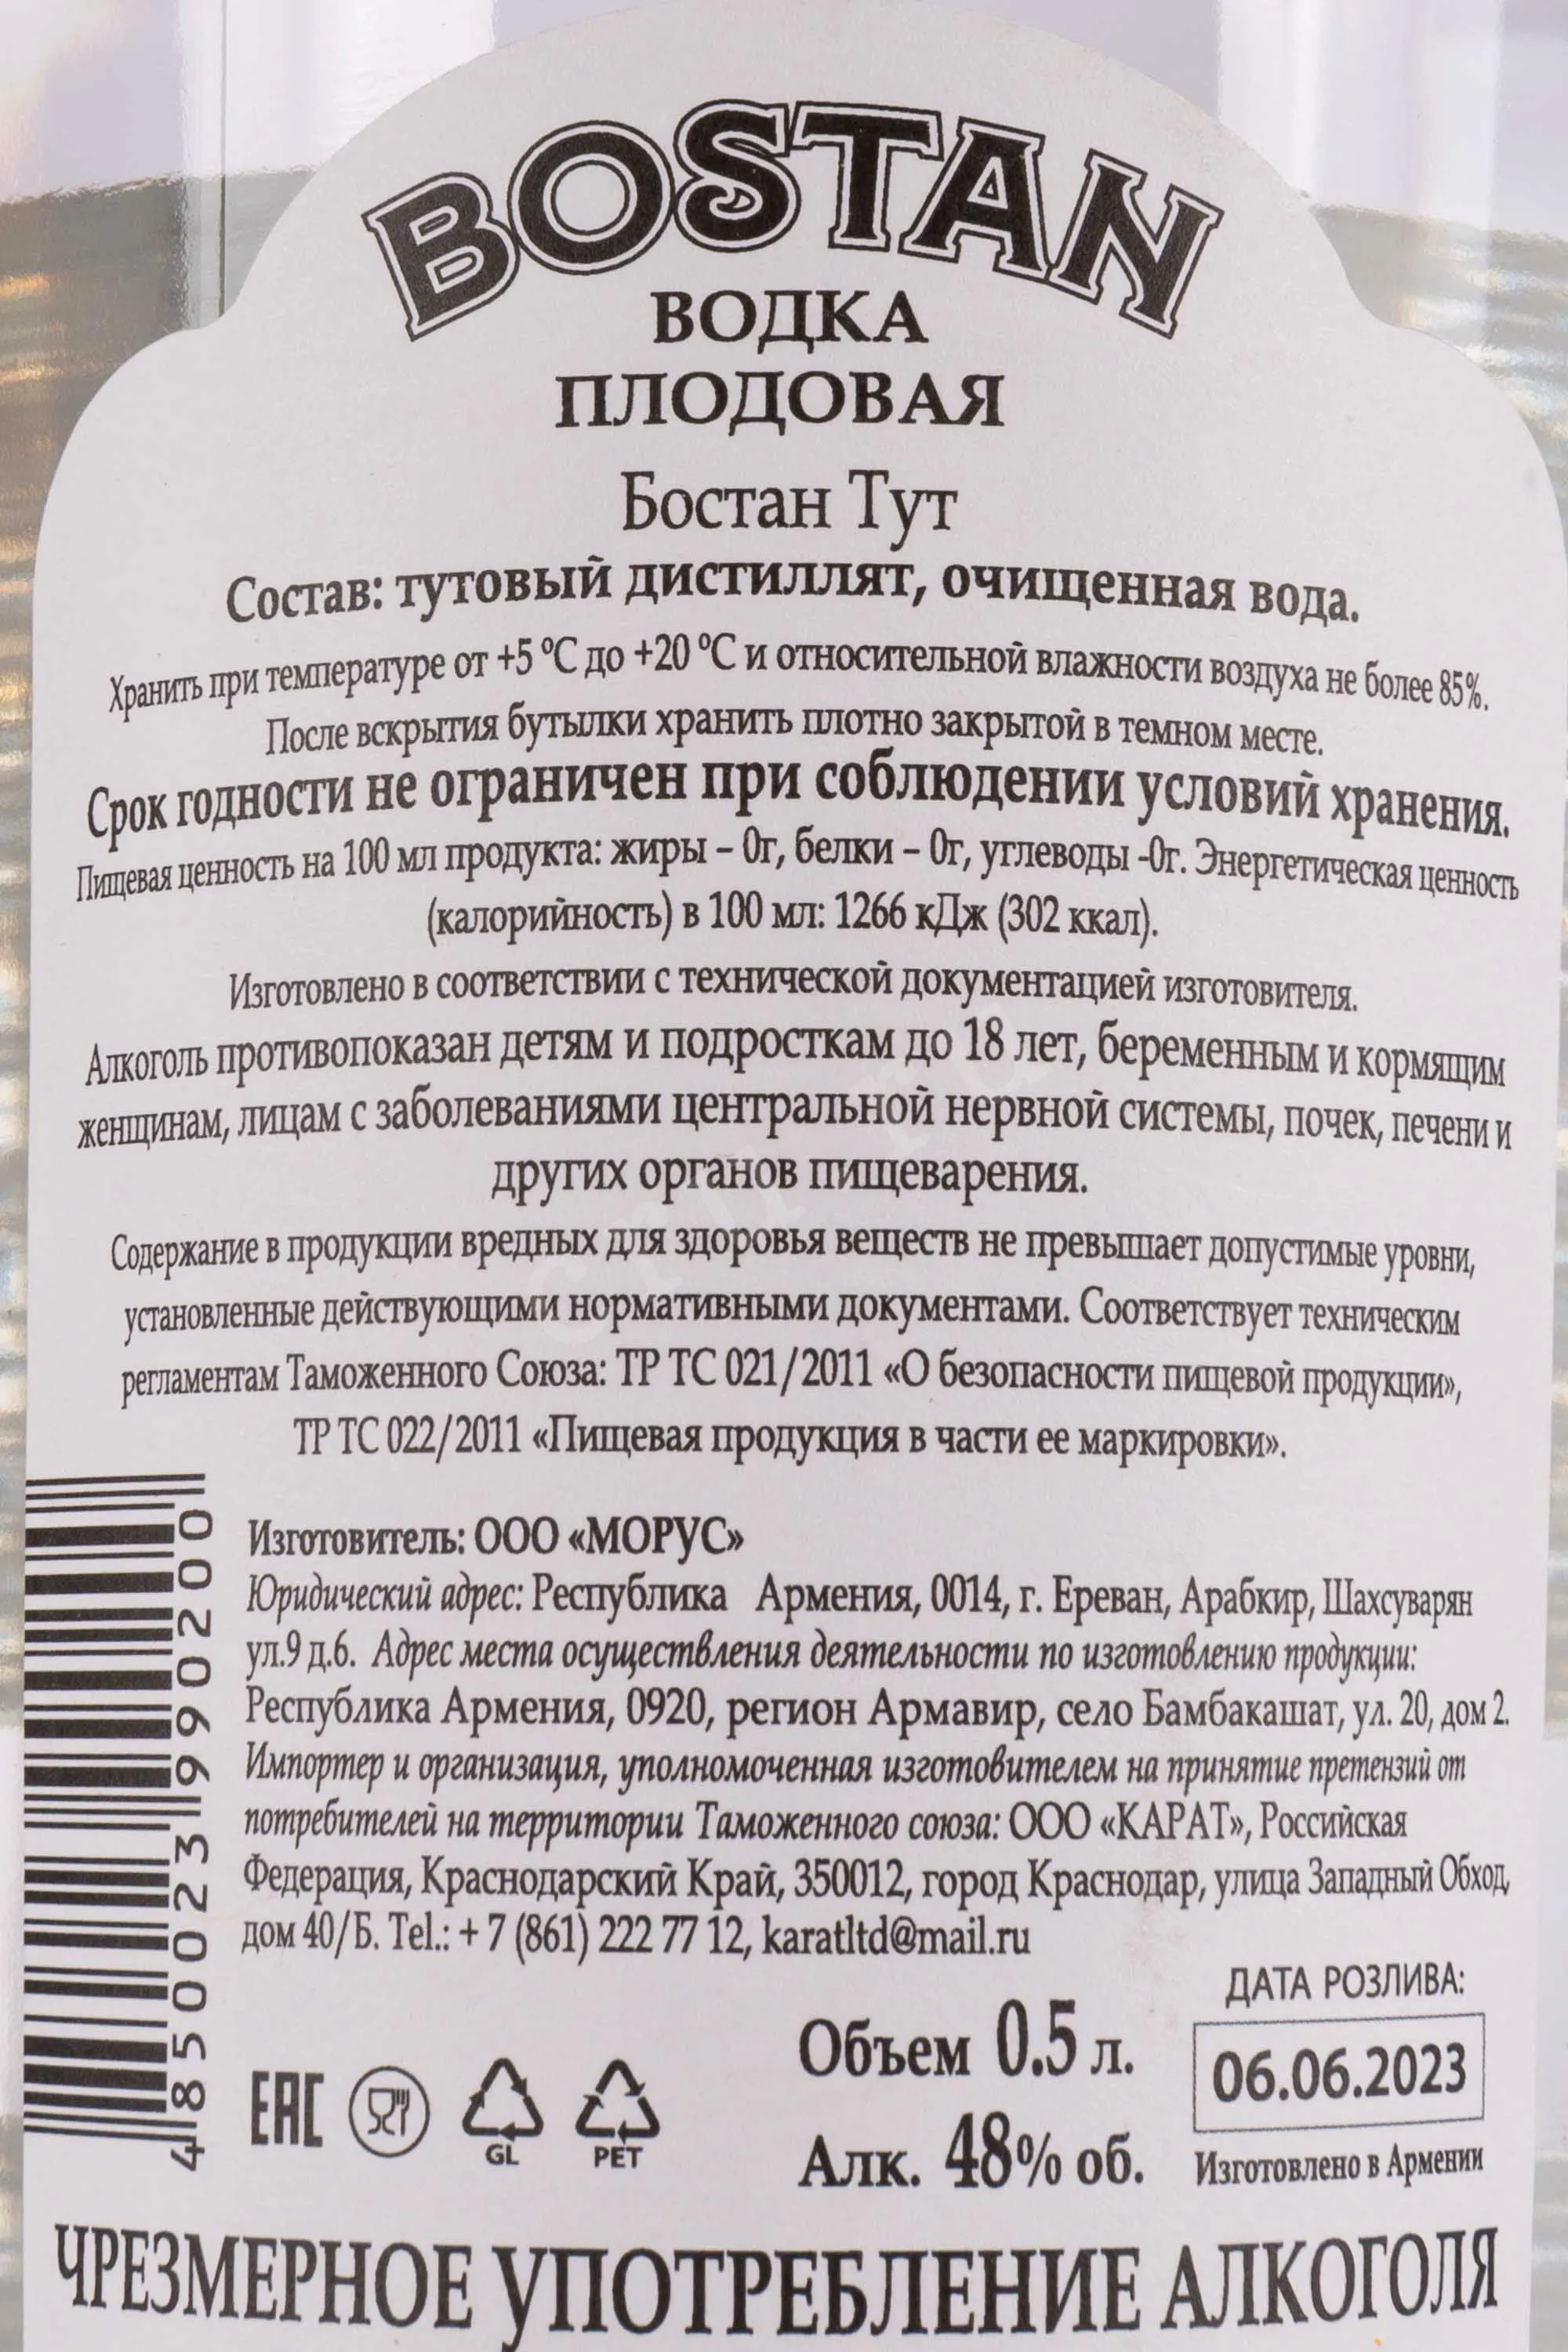 BOSTAN
ВОДКА
ПЛОДОВАЯ
Бостан Тут
Состав: тутовый дистиллят, очищенная вода.
Хранить при температуре от +5 °C до +20 °C и относительной влажности воздуха не более 85%.
После вскрытия бутылки хранить плотно закрытой в темном месте.
Срок годности не ограничен при соблюдении условий хранения.
Пищевая ценность на 100 мл продукта: жиры – 0г, белки – 0г, углеводы -0г. Энергетическая ценность
(калорийность) в 100 мл: 1266 кДж (302 ккал).
Изготовлено в соответствии с технической документацией изготовителя.
Алкоголь противопоказан детям и подросткам до 18 лет, беременным и кормящим
женщинам, лицам с заболеваниями центральной нервной системы, почек, печени и
других органов пищеварения.
Содержание в продукции вредных для здоровья веществ не превышает допустимые уровни,
установленные действующими нормативными документами. Соответствует техническим
регламентам Таможенного Союза: ТР ТС 021/2011 «О безопасности пищевой продукции»,
ТР ТС 022/2011 «Пищевая продукция в части ее маркировки».
Изготовитель: ООО «МОРУС»
Юридический адрес: Республика Армения, 0014, г. Ереван, Арабкир, Шахсуварян
ул.9 д.6. Адрес места осуществления деятельности по изготовлению продукции:
Республика Армения, 0920, регион Армавир, село Бамбакашат, ул. 20, дом 2.
Импортер и организация, уполномоченная изготовителем на принятие претензий от
потребителей на территории Таможенного союза: ООО «КАРАТ», Российская
Федерация, Краснодарский Край, 350012, город Краснодар, улица Западный Обход,
дом 40/Б. Tel.: + 7 (861) 222 77 12, karatltd@mail.ru
4 850023 990200
EAC
GL
PET
Объем 0.5 л.
Алк. 48% об.
ДАТА РОЗЛИВА:
06.06.2023
Изготовлено в Армении
ЧРЕЗМЕРНОЕ УПОТРЕБЛЕНИЕ АЛКОГОЛЯ